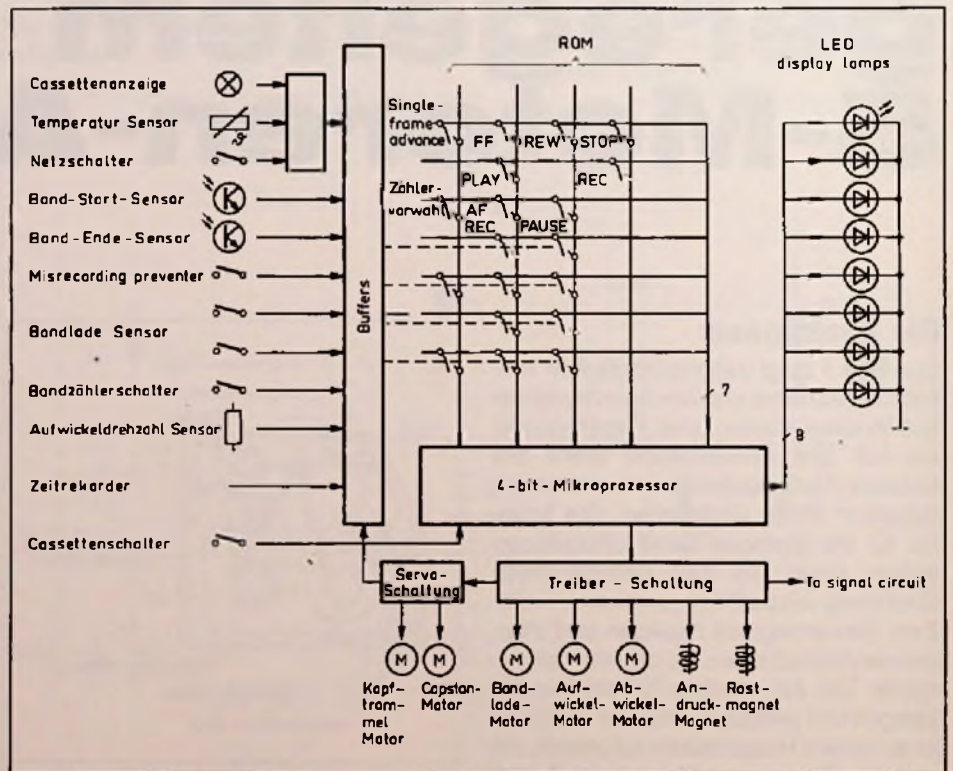 ROM
LED
display lamps
Cassettenanzeige
Temperatur Sensor
Netzschalter
Band-Start-Sensor
Band-Ende-Sensor
Misrecording preventer
Bandlade Sensor
Bandzählerschalter
Aufwickeldrehzahl Sensor
Zeitrekorder
Cassettenschalter
Buffers
Single-
frame-
advance
FF
REW
STOP
PLAY
REC
Zähler-
vorwahl
AF
REC
PAUSE
7
8
4-bit-Mikroprozessor
Servo-
Schaltung
Treiber - Schaltung
To signal circuit
M
M
M
M
M
Kopf-
trom-
mel
Motor
Capstan-
Motor
Band-
lade-
Motor
Auf-
wickel-
Motor
Ab-
wickel-
Motor
An-
druck-
Magnet
Rast-
magnet